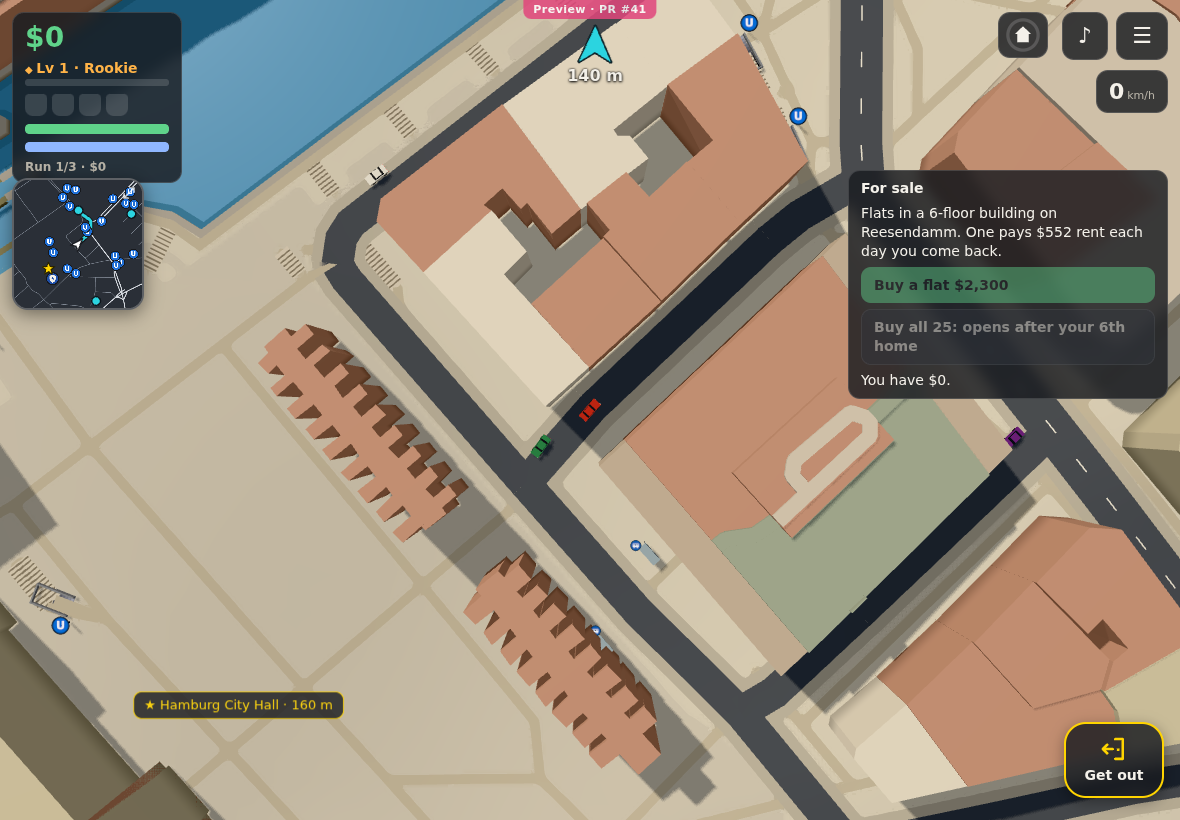 Preview · PR #41
$0
Lv 1 · Rookie
Run 1/3 · $0
140 m
0 km/h
U
U
For sale
Flats in a 6-floor building on
Reesendamm. One pays $552 rent each
day you come back.
Buy a flat $2,300
Buy all 25: opens after your 6th
home
You have $0.
U
★ Hamburg City Hall · 160 m
Get out